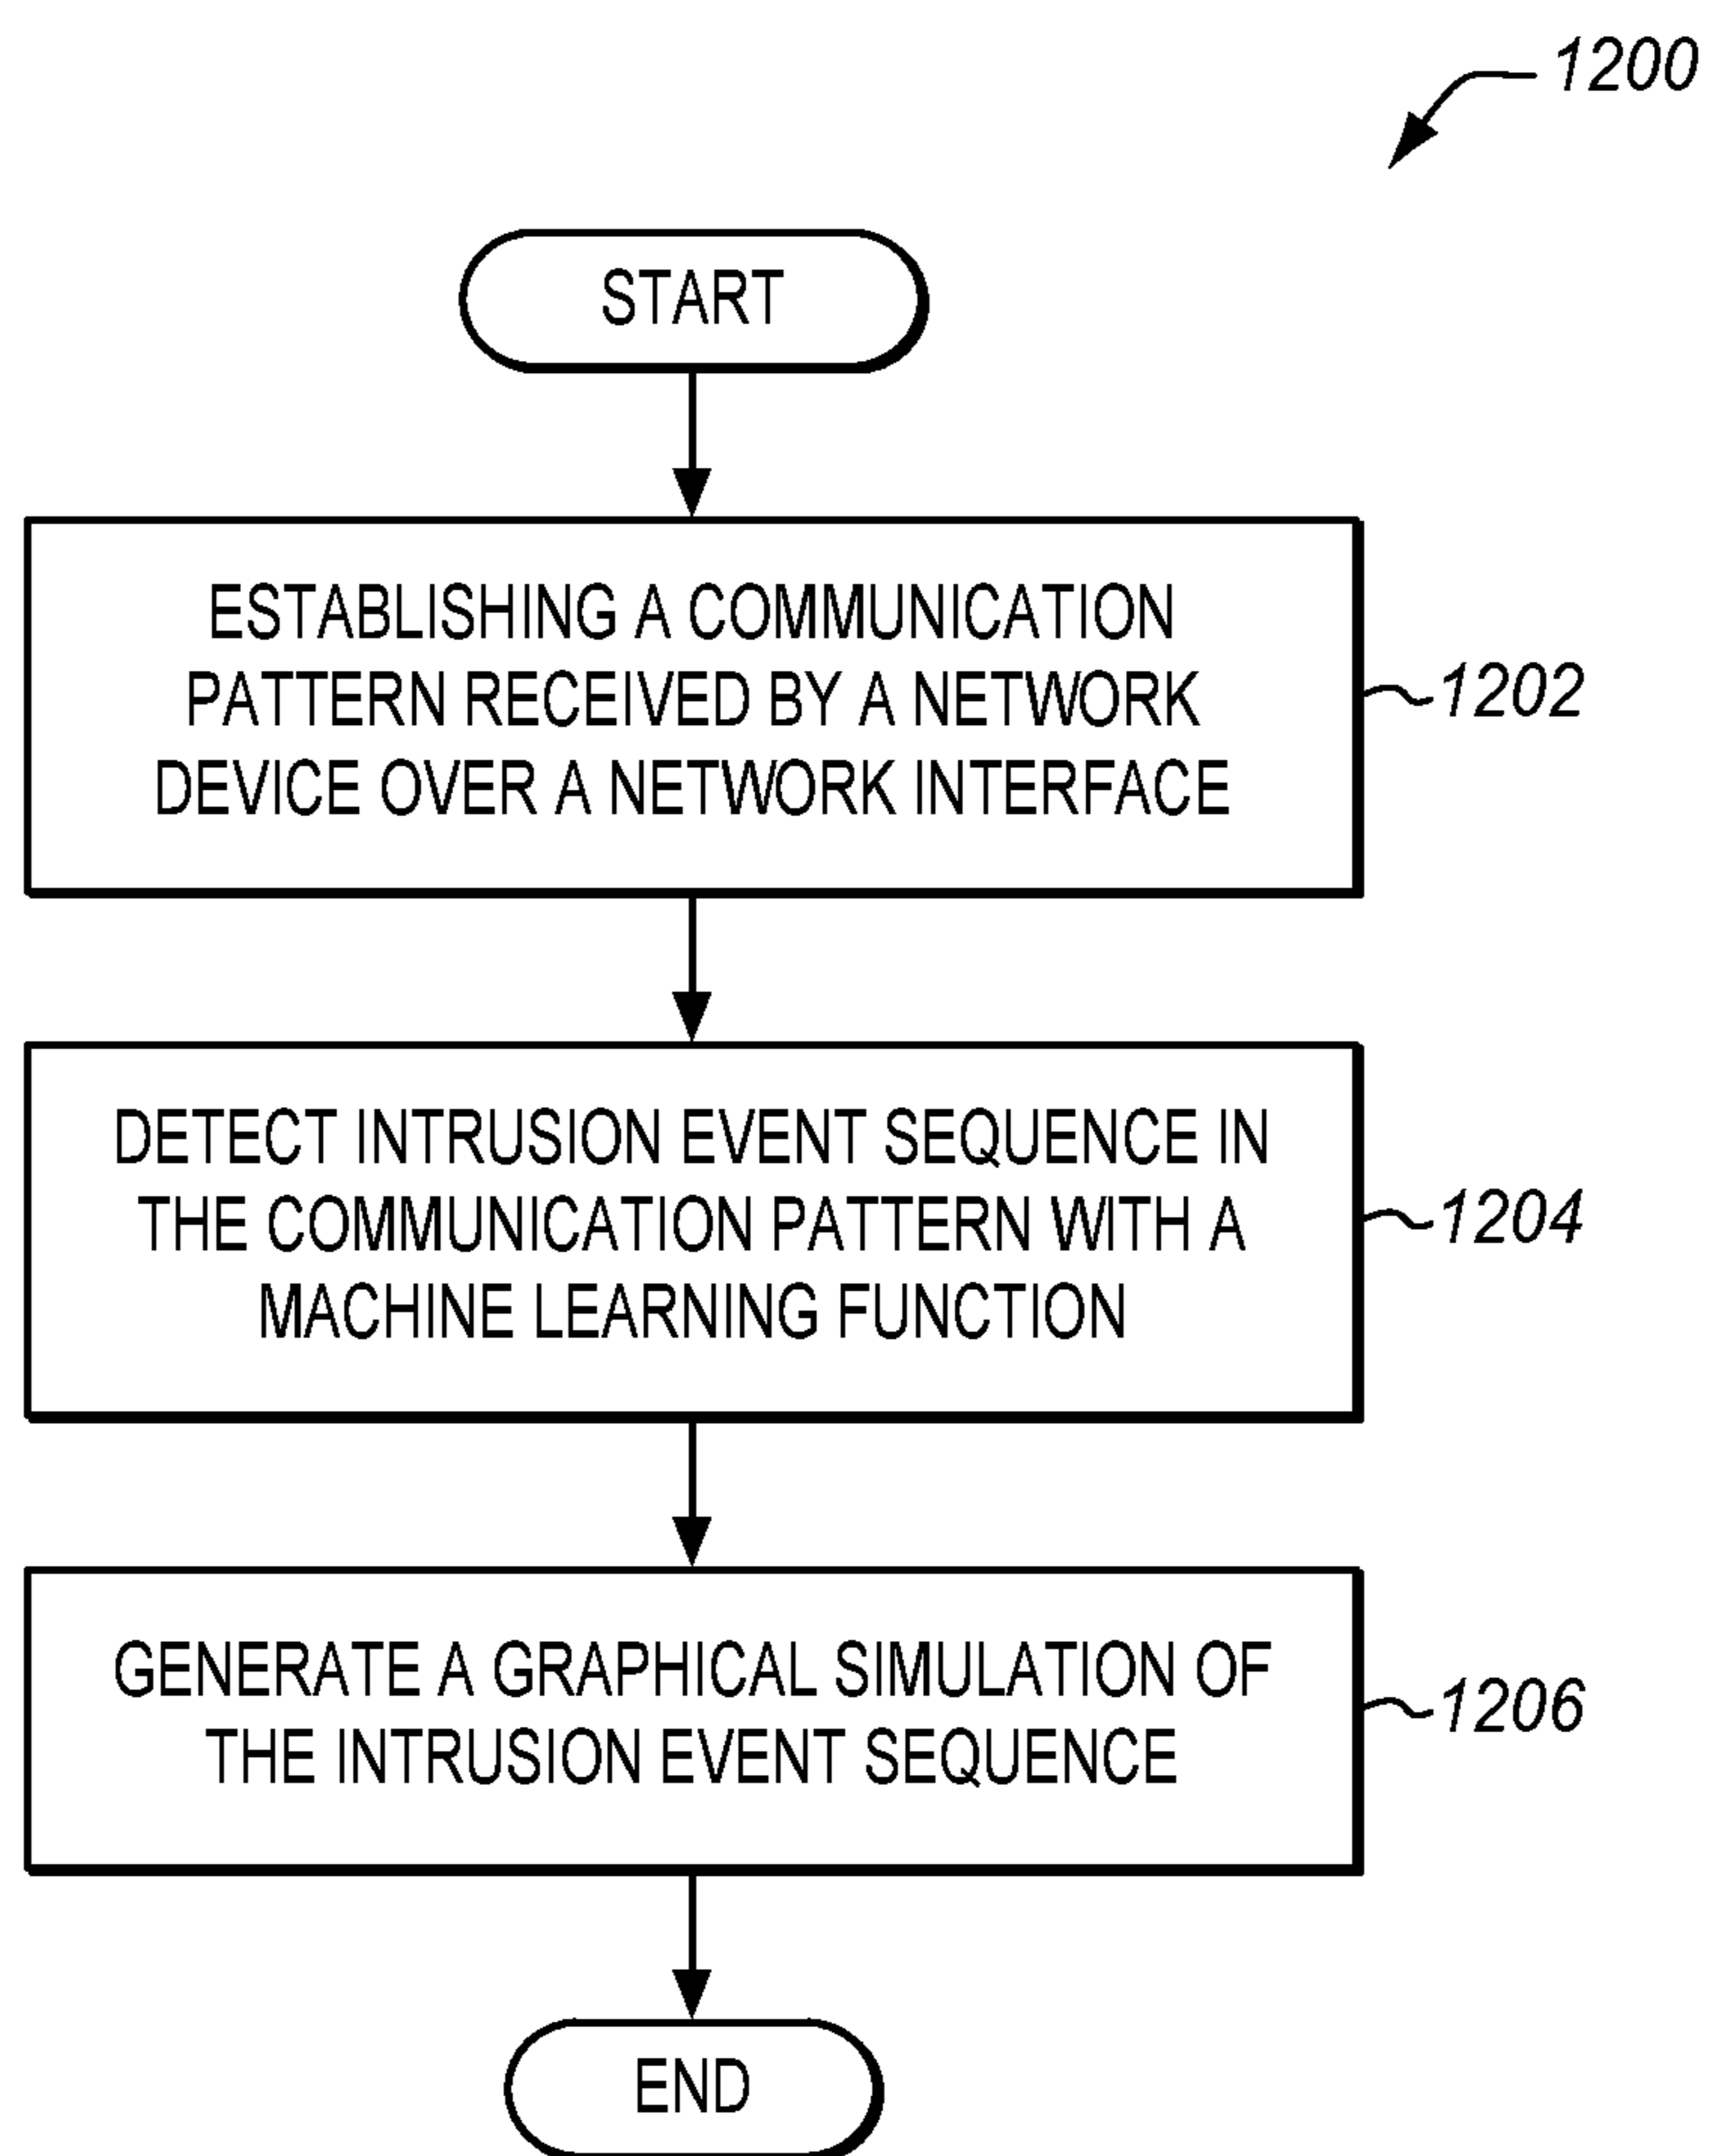 1200
START
ESTABLISHING A COMMUNICATION
PATTERN RECEIVED BY A NETWORK
DEVICE OVER A NETWORK INTERFACE
1202
DETECT INTRUSION EVENT SEQUENCE IN
THE COMMUNICATION PATTERN WITH A
MACHINE LEARNING FUNCTION
1204
GENERATE A GRAPHICAL SIMULATION OF
THE INTRUSION EVENT SEQUENCE
1206
END